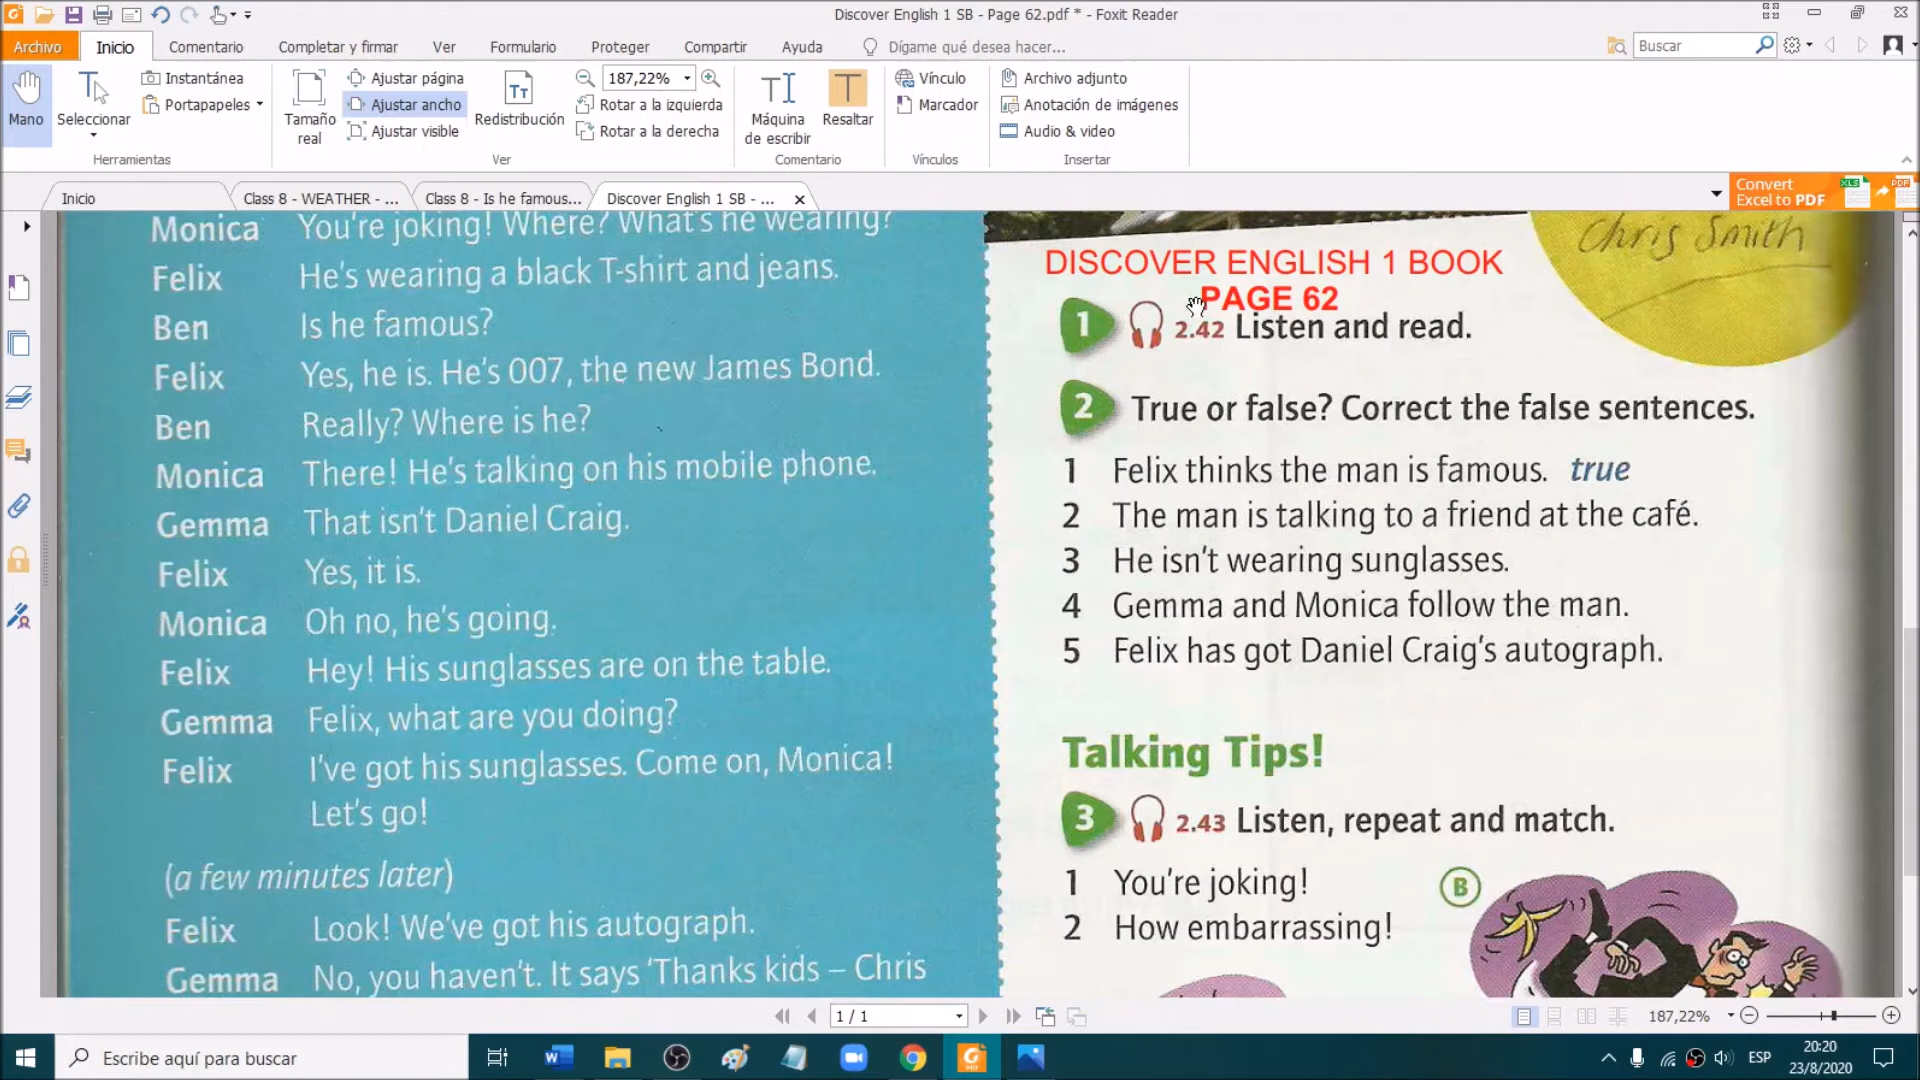 Discover English 1 SB - Page 62.pdf * - Foxit Reader
Archivo
Inicio
Comentario
Completar y firmar
Ver
Formulario
Proteger
Compartir
Ayuda
Dígame qué desea hacer...
Buscar
Mano
Seleccionar
Instantánea
Portapapeles
Herramientas
Tamaño real
Ajustar página
Ajustar ancho
Ajustar visible
Redistribución
187,22%
Rotar a la izquierda
Rotar a la derecha
Ver
Máquina de escribir
Resaltar
Comentario
Vínculo
Marcador
Vínculos
Archivo adjunto
Anotación de imágenes
Audio & video
Insertar
Inicio
Class 8 - WEATHER - ...
Class 8 - Is he famous...
Discover English 1 SB - ...
Convert
Excel to PDF
Monica You're joking! Where? What's he wearing?
Felix He's wearing a black T-shirt and jeans.
Ben Is he famous?
Felix Yes, he is. He's 007, the new James Bond.
Ben Really? Where is he?
Monica There! He's talking on his mobile phone.
Gemma That isn't Daniel Craig.
Felix Yes, it is.
Monica Oh no, he's going.
Felix Hey! His sunglasses are on the table.
Gemma Felix, what are you doing?
Felix I've got his sunglasses. Come on, Monica!
Let's go!
(a few minutes later)
Felix Look! We've got his autograph.
Gemma No, you haven't. It says 'Thanks kids – Chris
Chris Smith
DISCOVER ENGLISH 1 BOOK
PAGE 62
1 2.42 Listen and read.
2 True or false? Correct the false sentences.
1 Felix thinks the man is famous. true
2 The man is talking to a friend at the café.
3 He isn't wearing sunglasses.
4 Gemma and Monica follow the man.
5 Felix has got Daniel Craig's autograph.
Talking Tips!
3 2.43 Listen, repeat and match.
1 You're joking!
2 How embarrassing!
B
1 / 1
187,22%
Escribe aquí para buscar
ESP
20:20
23/8/2020